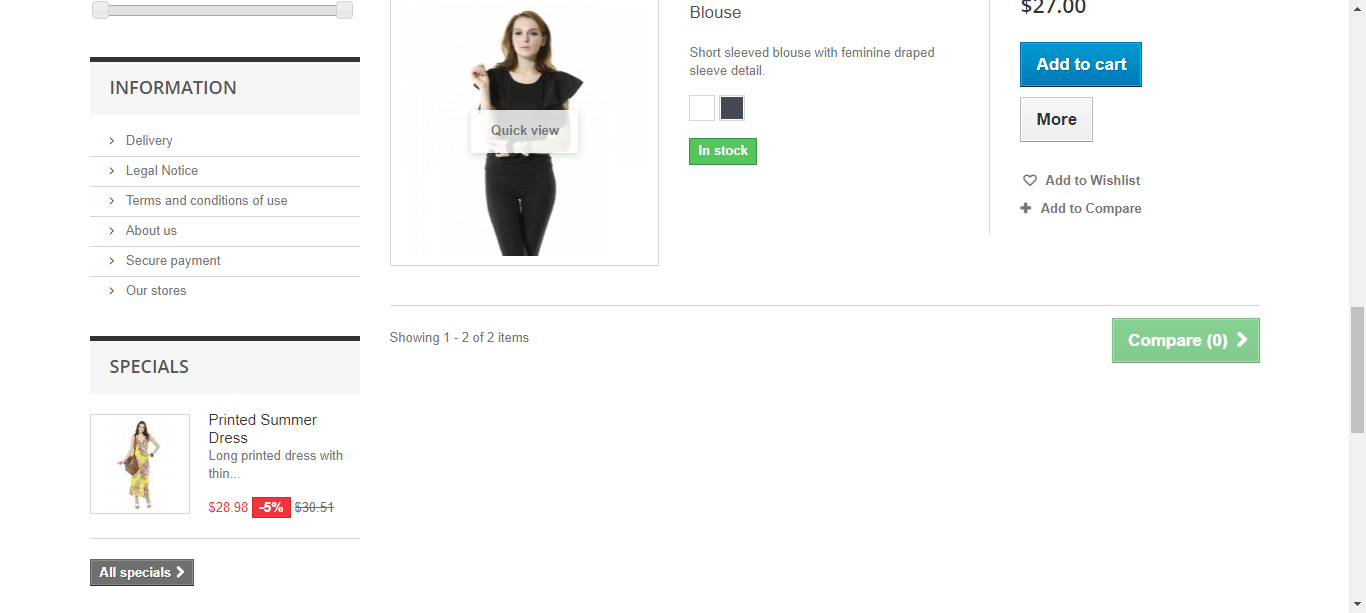 INFORMATION
Delivery
Legal Notice
Terms and conditions of use
About us
Secure payment
Our stores
SPECIALS
Printed Summer
Dress
Long printed dress with
thin...
$28.98 -5% $30.51
All specials
Quick view
Blouse
Short sleeved blouse with feminine draped
sleeve detail.
In stock
$27.00
Add to cart
More
Add to Wishlist
Add to Compare
Showing 1 - 2 of 2 items
Compare (0)